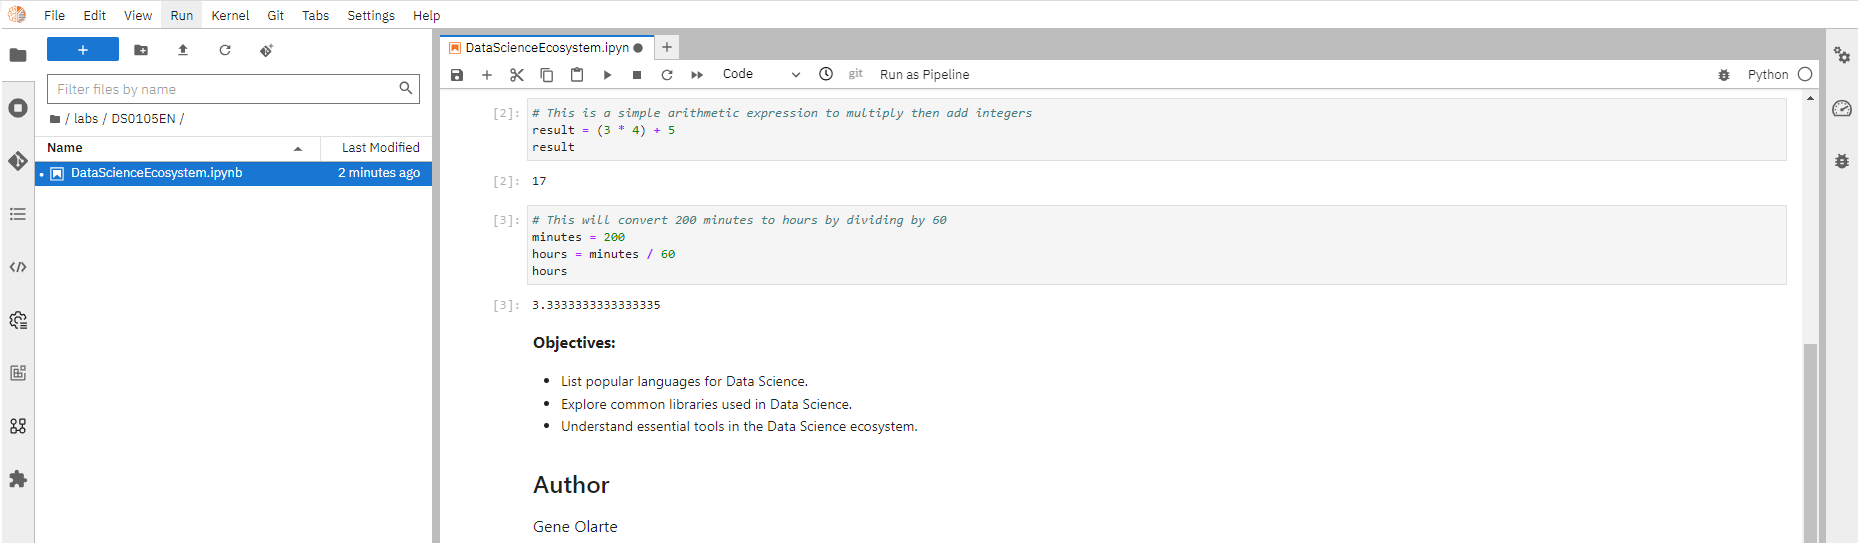 File Edit View Run Kernel Git Tabs Settings Help
+
Filter files by name
/ labs / DS0105EN /
Name Last Modified
DataScienceEcosystem.ipynb 2 minutes ago
DataScienceEcosystem.ipyn
Code git Run as Pipeline Python
[2]: # This is a simple arithmetic expression to multiply then add integers
result = (3 * 4) + 5
result
[2]: 17
[3]: # This will convert 200 minutes to hours by dividing by 60
minutes = 200
hours = minutes / 60
hours
[3]: 3.3333333333333335
Objectives:
• List popular languages for Data Science.
• Explore common libraries used in Data Science.
• Understand essential tools in the Data Science ecosystem.
Author
Gene Olarte